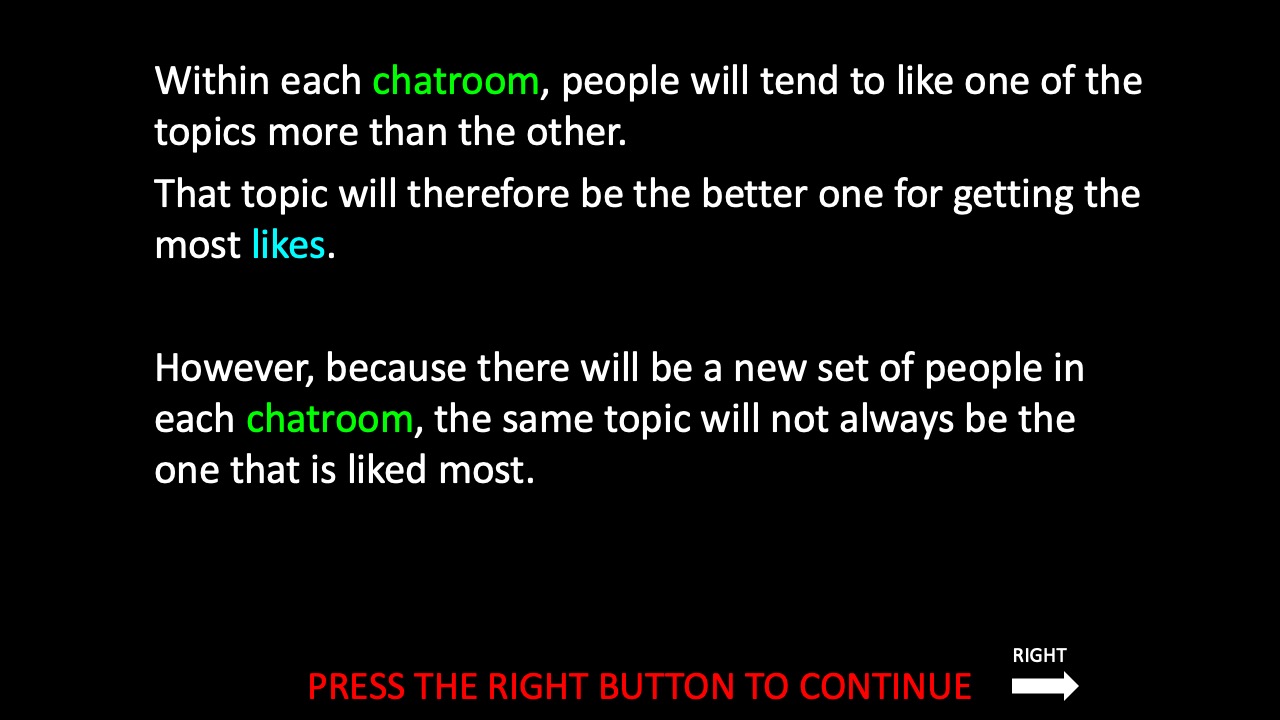 Within each chatroom, people will tend to like one of the
topics more than the other.
That topic will therefore be the better one for getting the
most likes.
However, because there will be a new set of people in
each chatroom, the same topic will not always be the
one that is liked most.
RIGHT
PRESS THE RIGHT BUTTON TO CONTINUE